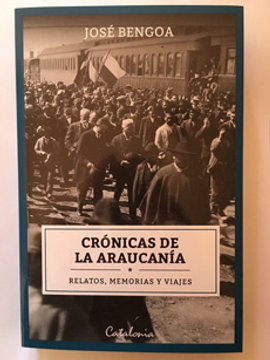 JOSÉ BENGOA
CRÓNICAS DE
LA ARAUCANÍA
RELATOS, MEMORIAS Y VIAJES
Catalonia